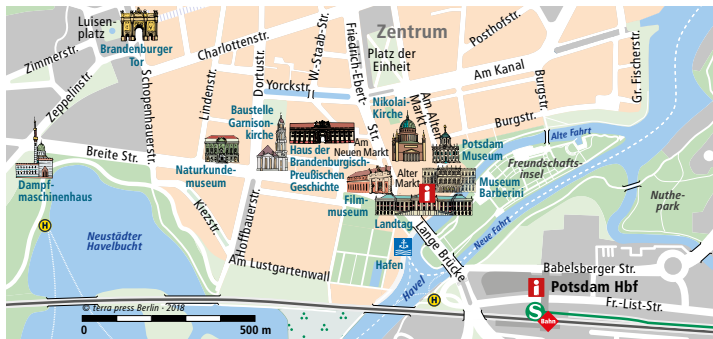 Luisen-
platz
Brandenburger
Tor
Zimmerstr.
Zeppelinstr.
Schopenhauerstr.
Charlottenstr.
Lindenstr.
Dortustr.
W.-Staab-Str.
Yorckstr.
Friedrich-Ebert-
Str.
Zentrum
Platz der
Einheit
Posthofstr.
Am Kanal
Burgstr.
Gr. Fischerstr.
Burgstr.
Alte Fahrt
Baustelle
Garnison-
kirche
Nikolai-
Kirche
Am Alten
Markt
Am
Neuen Markt
Haus der
Brandenburgisch-
Preußischen
Geschichte
Potsdam
Museum
Freundschafts-
insel
Breite Str.
Naturkunde-
museum
Dampf-
maschinenhaus
Alter
Markt
i
Museum
Barberini
Film-
museum
Landtag
Nuthe-
park
Kiezstr.
Hoffbauerstr.
Neustädter
Havelbucht
H
Am Lustgartenwall
Hafen
Lange Brücke
Neue Fahrt
Havel
H
Babelsberger Str.
i
Potsdam Hbf
Fr.-List-Str.
S
Bahn
© Terra press Berlin · 2018
0
500 m